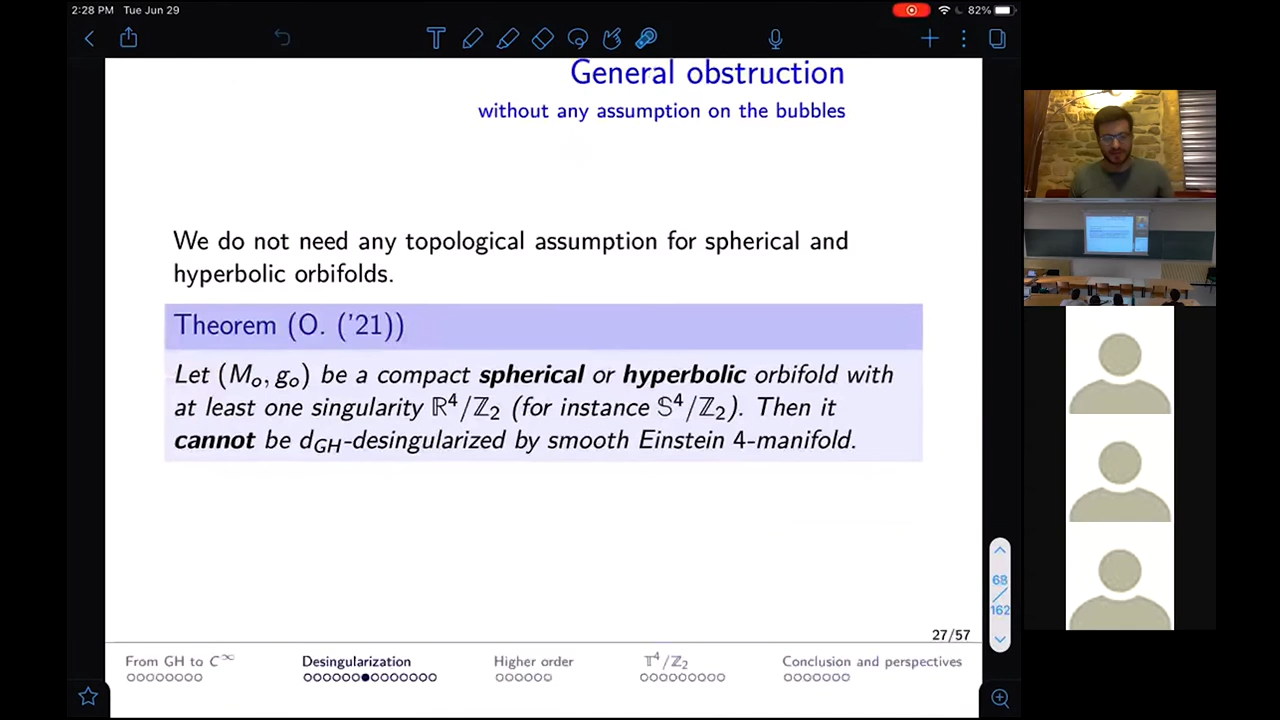 2:28 PM Tue Jun 29
82%
T
General obstruction
without any assumption on the bubbles
We do not need any topological assumption for spherical and
hyperbolic orbifolds.
Theorem (O. ('21))
Let (Mₒ, gₒ) be a compact spherical or hyperbolic orbifold with
at least one singularity ℝ⁴/ℤ₂ (for instance 𝕊⁴/ℤ₂). Then it
cannot be d_GH-desingularized by smooth Einstein 4-manifold.
68
162
27/57
From GH to C^∞
Desingularization
Higher order
𝕋⁴/ℤ₂
Conclusion and perspectives